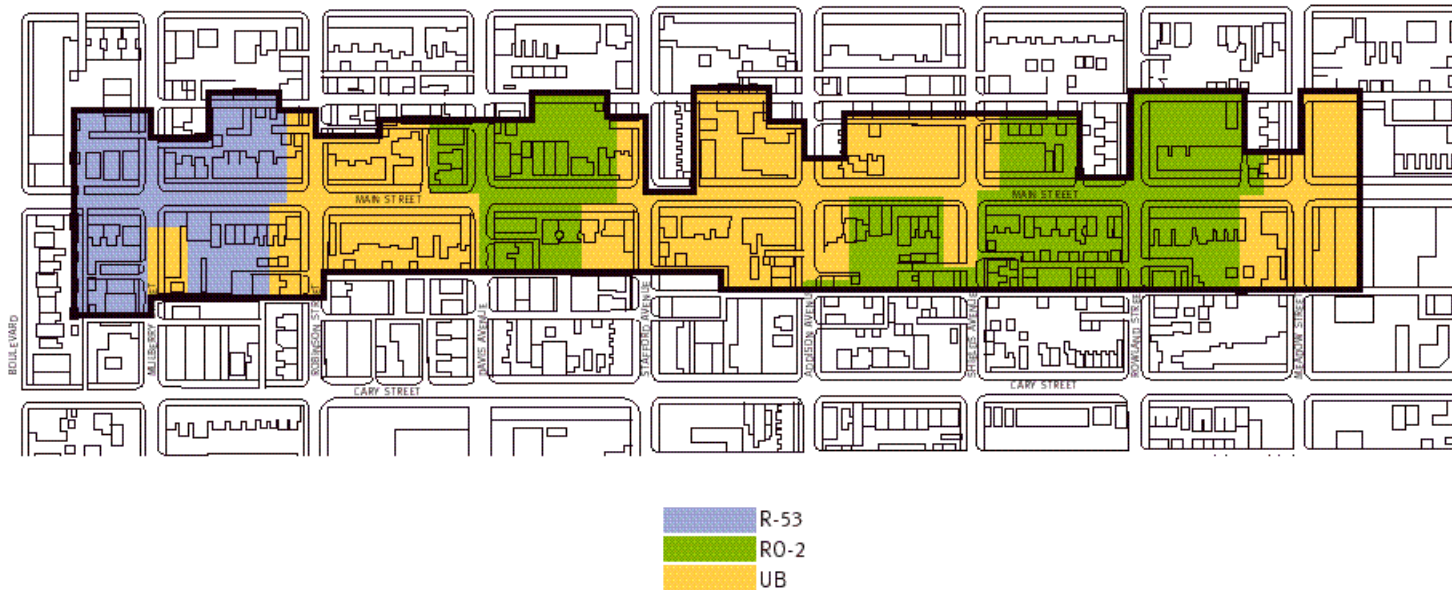 MAIN STREET
MAIN STREET
BOULEVARD
MULBERRY STREET
ROBINSON STREET
DAVIS AVENUE
STAFFORD AVENUE
ADDISON AVENUE
SHIELDS AVENUE
ROWLAND STREET
MEADOW STREET
CARY STREET
CARY STREET
R-53
RO-2
UB